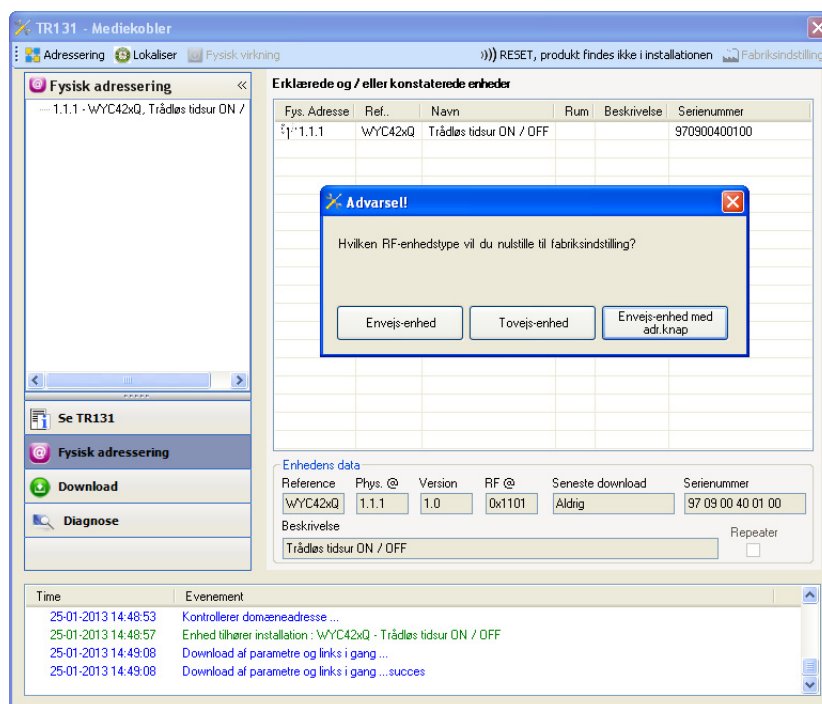 TR131 - Mediekobler
Adressering Lokaliser Fysisk virkning ))) RESET, produkt findes ikke i installationen Fabriksindstilling
Fysisk adressering «
1.1.1 - WYC42xQ, Trådløs tidsur ON /
Se TR131
Fysisk adressering
Download
Diagnose
Erklærede og / eller konstaterede enheder
Fys. Adresse Ref.. Navn Rum Beskrivelse Serienummer
1.1.1 WYC42xQ Trådløs tidsur ON / OFF 970900400100
Advarsel!
Hvilken RF-enhedstype vil du nulstille til fabriksindstilling?
Envejs-enhed
Tovejs-enhed
Envejs-enhed med
adr.knap
Enhedens data
Reference Phys. @ Version RF @ Seneste download Serienummer
WYC42xQ 1.1.1 1.0 0x1101 Aldrig 97 09 00 40 01 00
Beskrivelse
Repeater
Trådløs tidsur ON / OFF
Time Evenement
25-01-2013 14:48:53 Kontrollerer domæneadresse ...
25-01-2013 14:48:57 Enhed tilhører installation : WYC42xQ - Trådløs tidsur ON / OFF
25-01-2013 14:49:08 Download af parametre og links i gang ...
25-01-2013 14:49:08 Download af parametre og links i gang ...succes